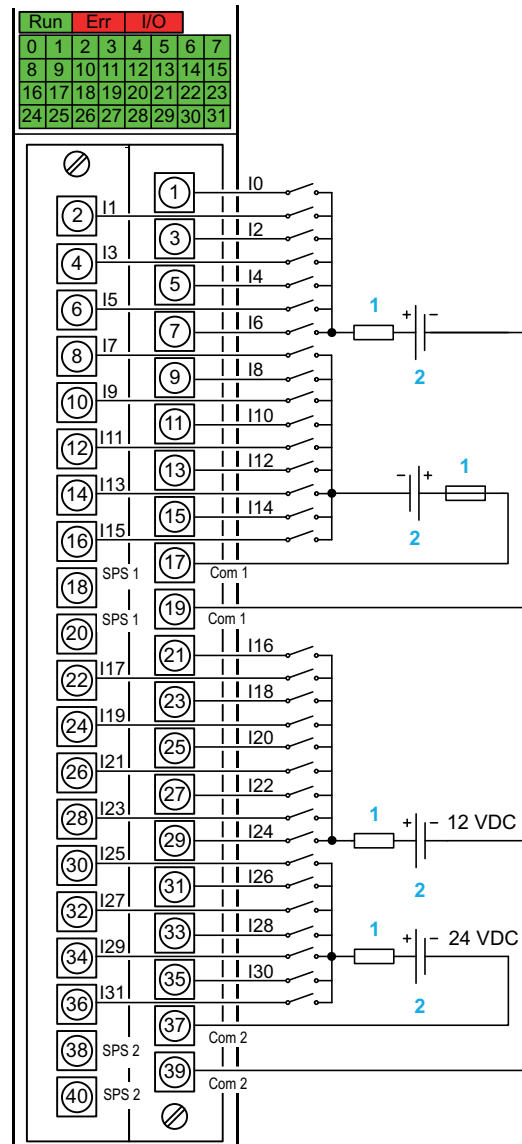 Run Err I/O
0 1 2 3 4 5 6 7
8 9 10 11 12 13 14 15
16 17 18 19 20 21 22 23
24 25 26 27 28 29 30 31
1 I0
2 I1
3 I2
4 I3
5 I4
6 I5
7 I6
1 + −
2
8 I7
9 I8
10 I9
11 I10
12 I11
13 I12
− + 1
2
14 I13
15 I14
16 I15
17 Com 1
18 SPS 1
19 Com 1
20 SPS 1
21 I16
22 I17
23 I18
24 I19
25 I20
26 I21
27 I22
28 I23
29 I24
1 + − 12 VDC
2
30 I25
31 I26
32 I27
33 I28
34 I29
35 I30
1 + − 24 VDC
2
36 I31
37 Com 2
38 SPS 2
39 Com 2
40 SPS 2